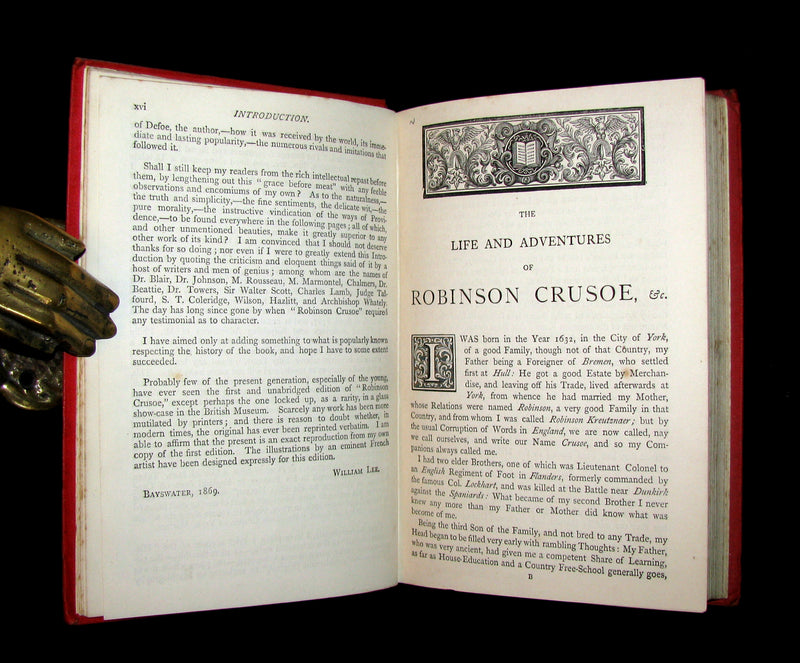 xvi
INTRODUCTION.
of Defoe, the author,—how it was received by the world, its imme-
diate and lasting popularity,—the numerous rivals and imitations that
followed it.
Shall I still keep my readers from the rich intellectual repast before
them, by lengthening out this "grace before meat" with any feeble
observations and encomiums of my own? As to the naturalness,—
the truth and simplicity,—the fine sentiments, the delicate wit,—the
pure morality,—the instructive vindication of the ways of Provi-
dence,—to be found everywhere in the following pages; all of which,
and other unmentioned beauties, make it greatly superior to any
other work of its kind? I am convinced that I should not deserve
thanks for so doing; nor even if I were to greatly extend this Intro-
duction by quoting the criticism and eloquent things said of it by a
host of writers and men of genius; among whom are the names of
Dr. Blair, Dr. Johnson, M. Rousseau, M. Marmontel, Chalmers, Dr.
Beattie, Dr. Towers, Sir Walter Scott, Charles Lamb, Judge Tal-
fourd, S. T. Coleridge, Wilson, Hazlitt, and Archbishop Whately.
The day has long since gone by when "Robinson Crusoe" required
any testimonial as to character.
I have aimed only at adding something to what is popularly known
respecting the history of the book, and hope I have to some extent
succeeded.
Probably few of the present generation, especially of the young,
have ever seen the first and unabridged edition of "Robinson
Crusoe," except perhaps the one locked up, as a rarity, in a glass
show-case in the British Museum. Scarcely any work has been more
mutilated by printers; and there is reason to doubt whether, in
modern times, the original has ever been reprinted verbatim. I am
able to affirm that the present is an exact reproduction from my own
copy of the first edition. The illustrations by an eminent French
artist have been designed expressly for this edition.
WILLIAM LEE.
BAYSWATER, 1869.
THE
LIFE AND ADVENTURES
OF
ROBINSON CRUSOE, &c.
I WAS born in the Year 1632, in the City of York,
of a good Family, though not of that Country, my
Father being a Foreigner of Bremen, who settled
first at Hull: He got a good Estate by Merchan-
dise, and leaving off his Trade, lived afterwards at
York, from whence he had married my Mother,
whose Relations were named Robinson, a very good Family in that
Country, and from whom I was called Robinson Kreutznaer; but by
the usual Corruption of Words in England, we are now called, nay
we call ourselves, and write our Name Crusoe, and so my Com-
panions always called me.
I had two elder Brothers, one of which was Lieutenant Colonel to
an English Regiment of Foot in Flanders, formerly commanded by
the famous Col. Lockhart, and was killed at the Battle near Dunkirk
against the Spaniards: What became of my second Brother I never
knew any more than my Father or Mother did know what was
become of me.
Being the third Son of the Family, and not bred to any Trade, my
Head began to be filled very early with rambling Thoughts: My Father,
who was very ancient, had given me a competent Share of Learning,
as far as House-Education and a Country Free-School generally goes,
B